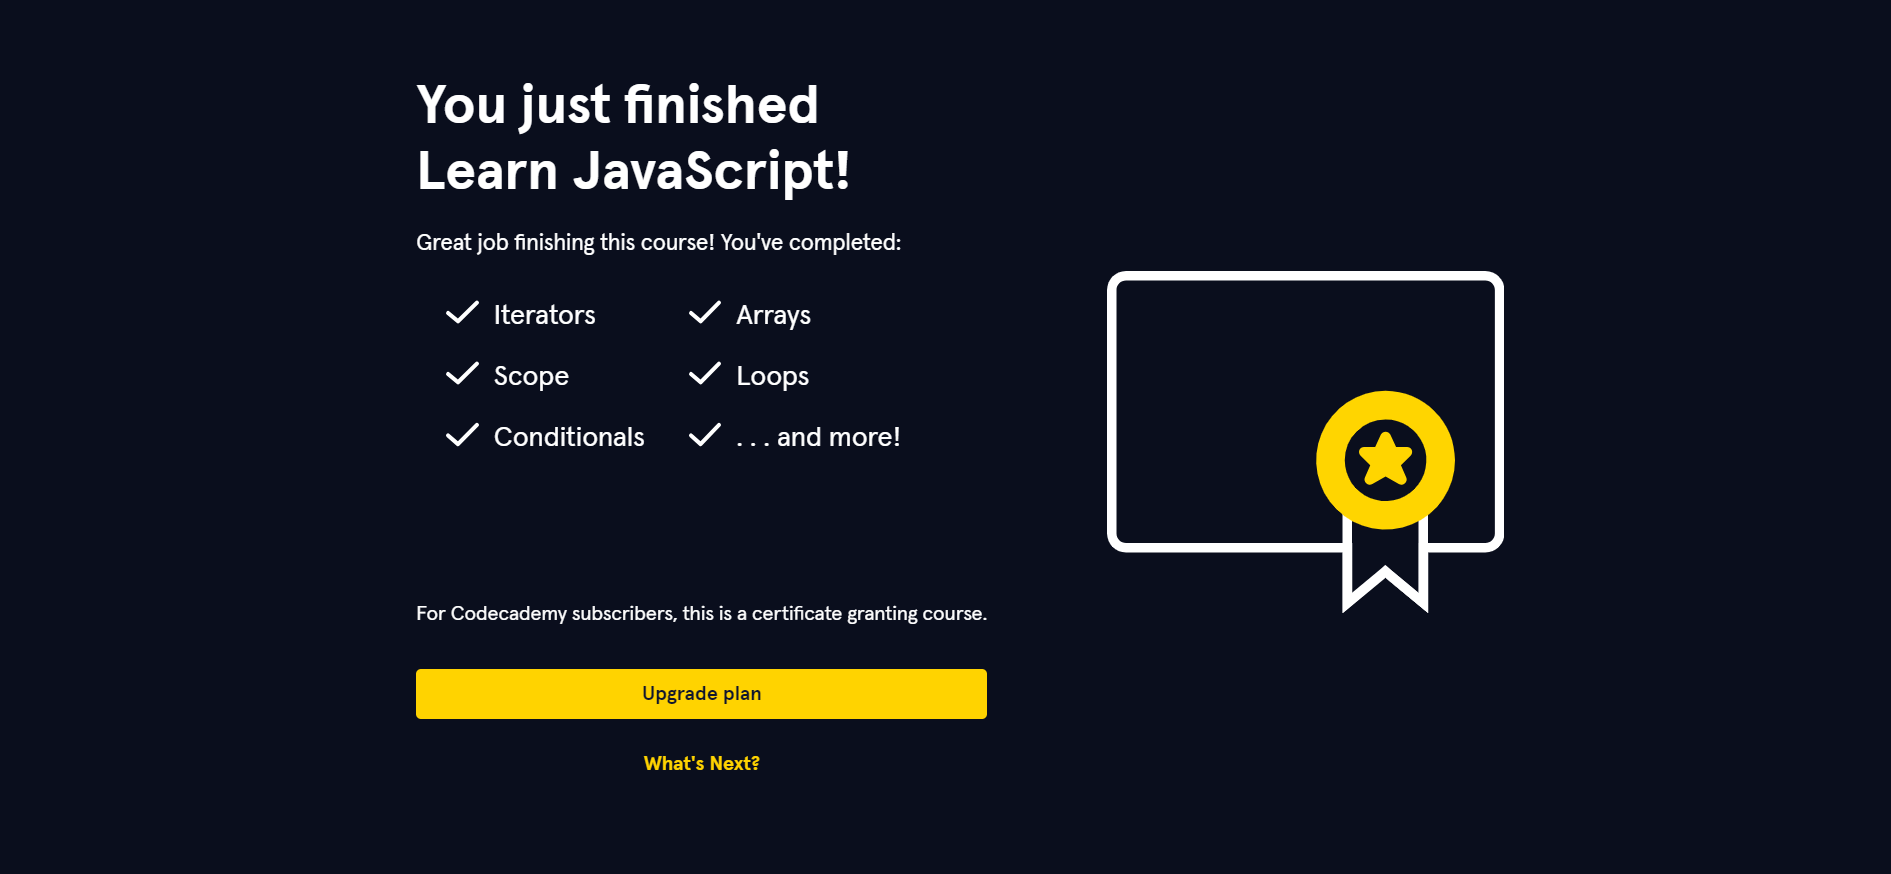 You just finished
Learn JavaScript!
Great job finishing this course! You've completed:
Iterators
Arrays
Scope
Loops
Conditionals
. . . and more!
For Codecademy subscribers, this is a certificate granting course.
Upgrade plan
What's Next?